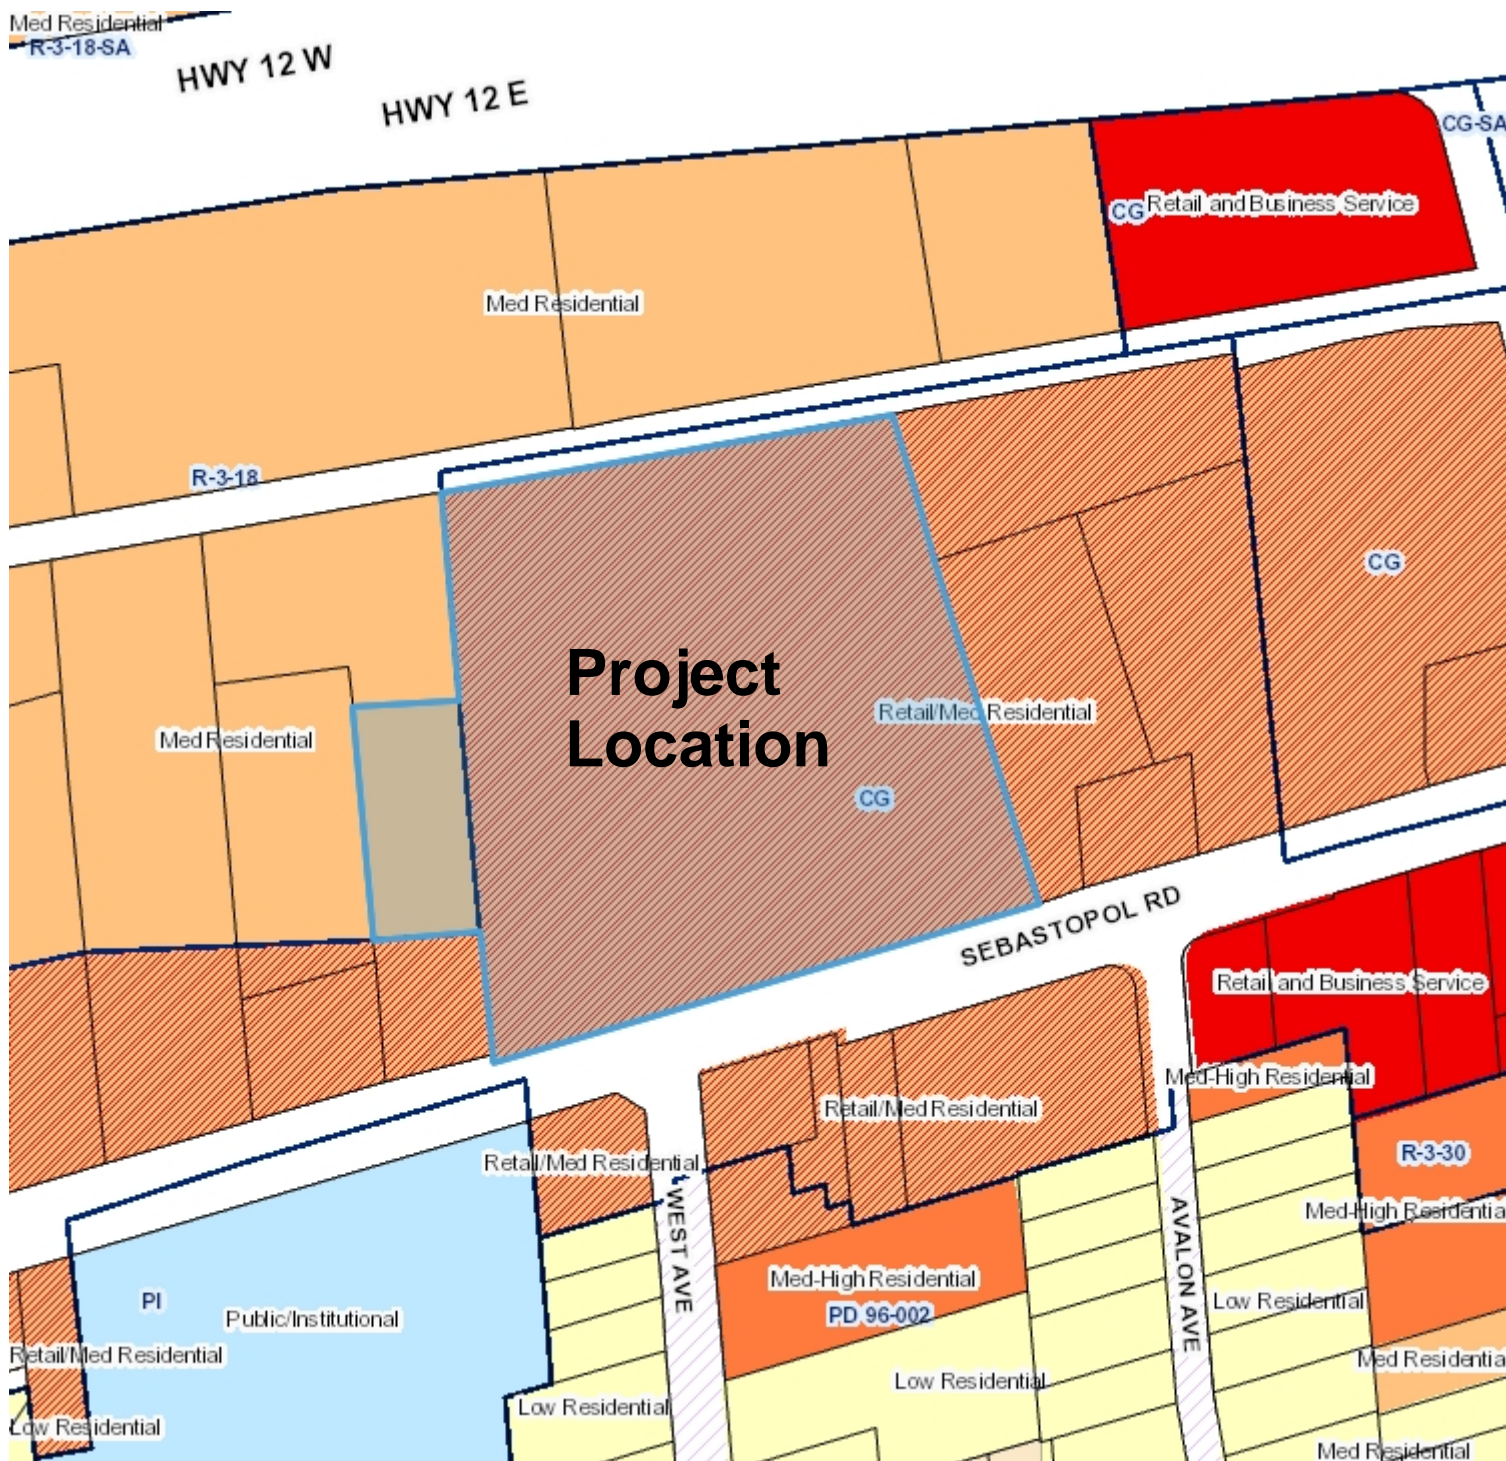 Med Residential
R-3-18-SA
HWY 12 W
HWY 12 E
CG-SA
CG
Retail and Business Service
Med Residential
R-3-18
CG
Project
Location
Retail/Med Residential
Med Residential
CG
SEBASTOPOL RD
Retail and Business Service
Med-High Residential
Retail/Med Residential
R-3-30
Retail/Med Residential
WEST AVE
AVALON AVE
Med-High Residentia
Med-High Residential
PD 96-002
PI
Public/Institutional
Low Residential
Retail/Med Residential
Med Residentia
Low Residential
Low Residential
Low Residential
Med Residential